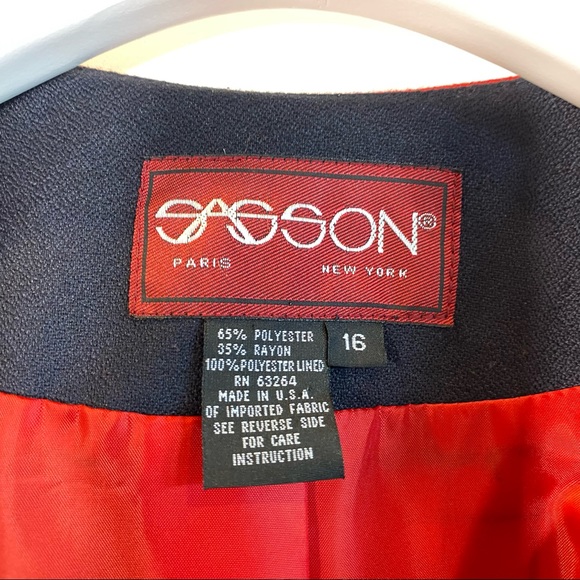 SASSON®
PARIS NEW YORK
16
65% POLYESTER
35% RAYON
100% POLYESTER LINED
RN 63264
MADE IN U.S.A.
OF IMPORTED FABRIC
SEE REVERSE SIDE
FOR CARE
INSTRUCTION